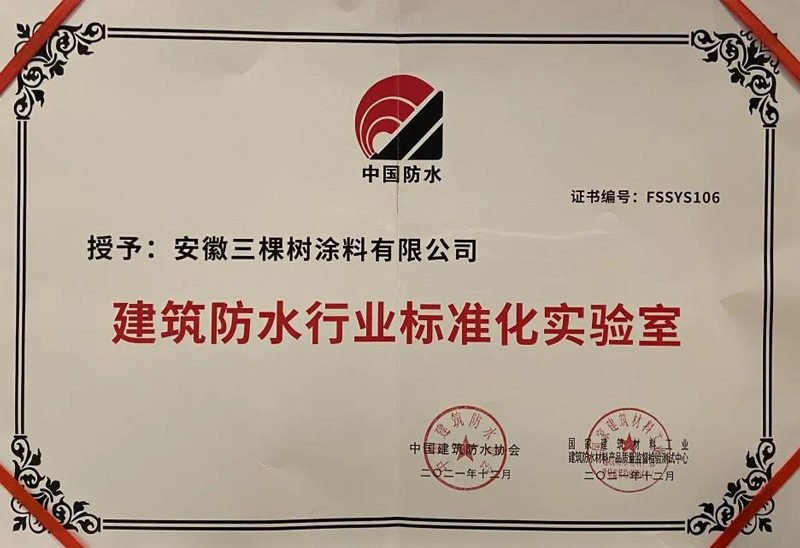 中国防水
证书编号：FSSYS106
授予：安徽三棵树涂料有限公司
建筑防水行业标准化实验室
中国建筑防水协会
二〇二一年十二月
国家建筑材料工业
建筑防水材料产品质量监督检验测试中心
二〇二一年十二月